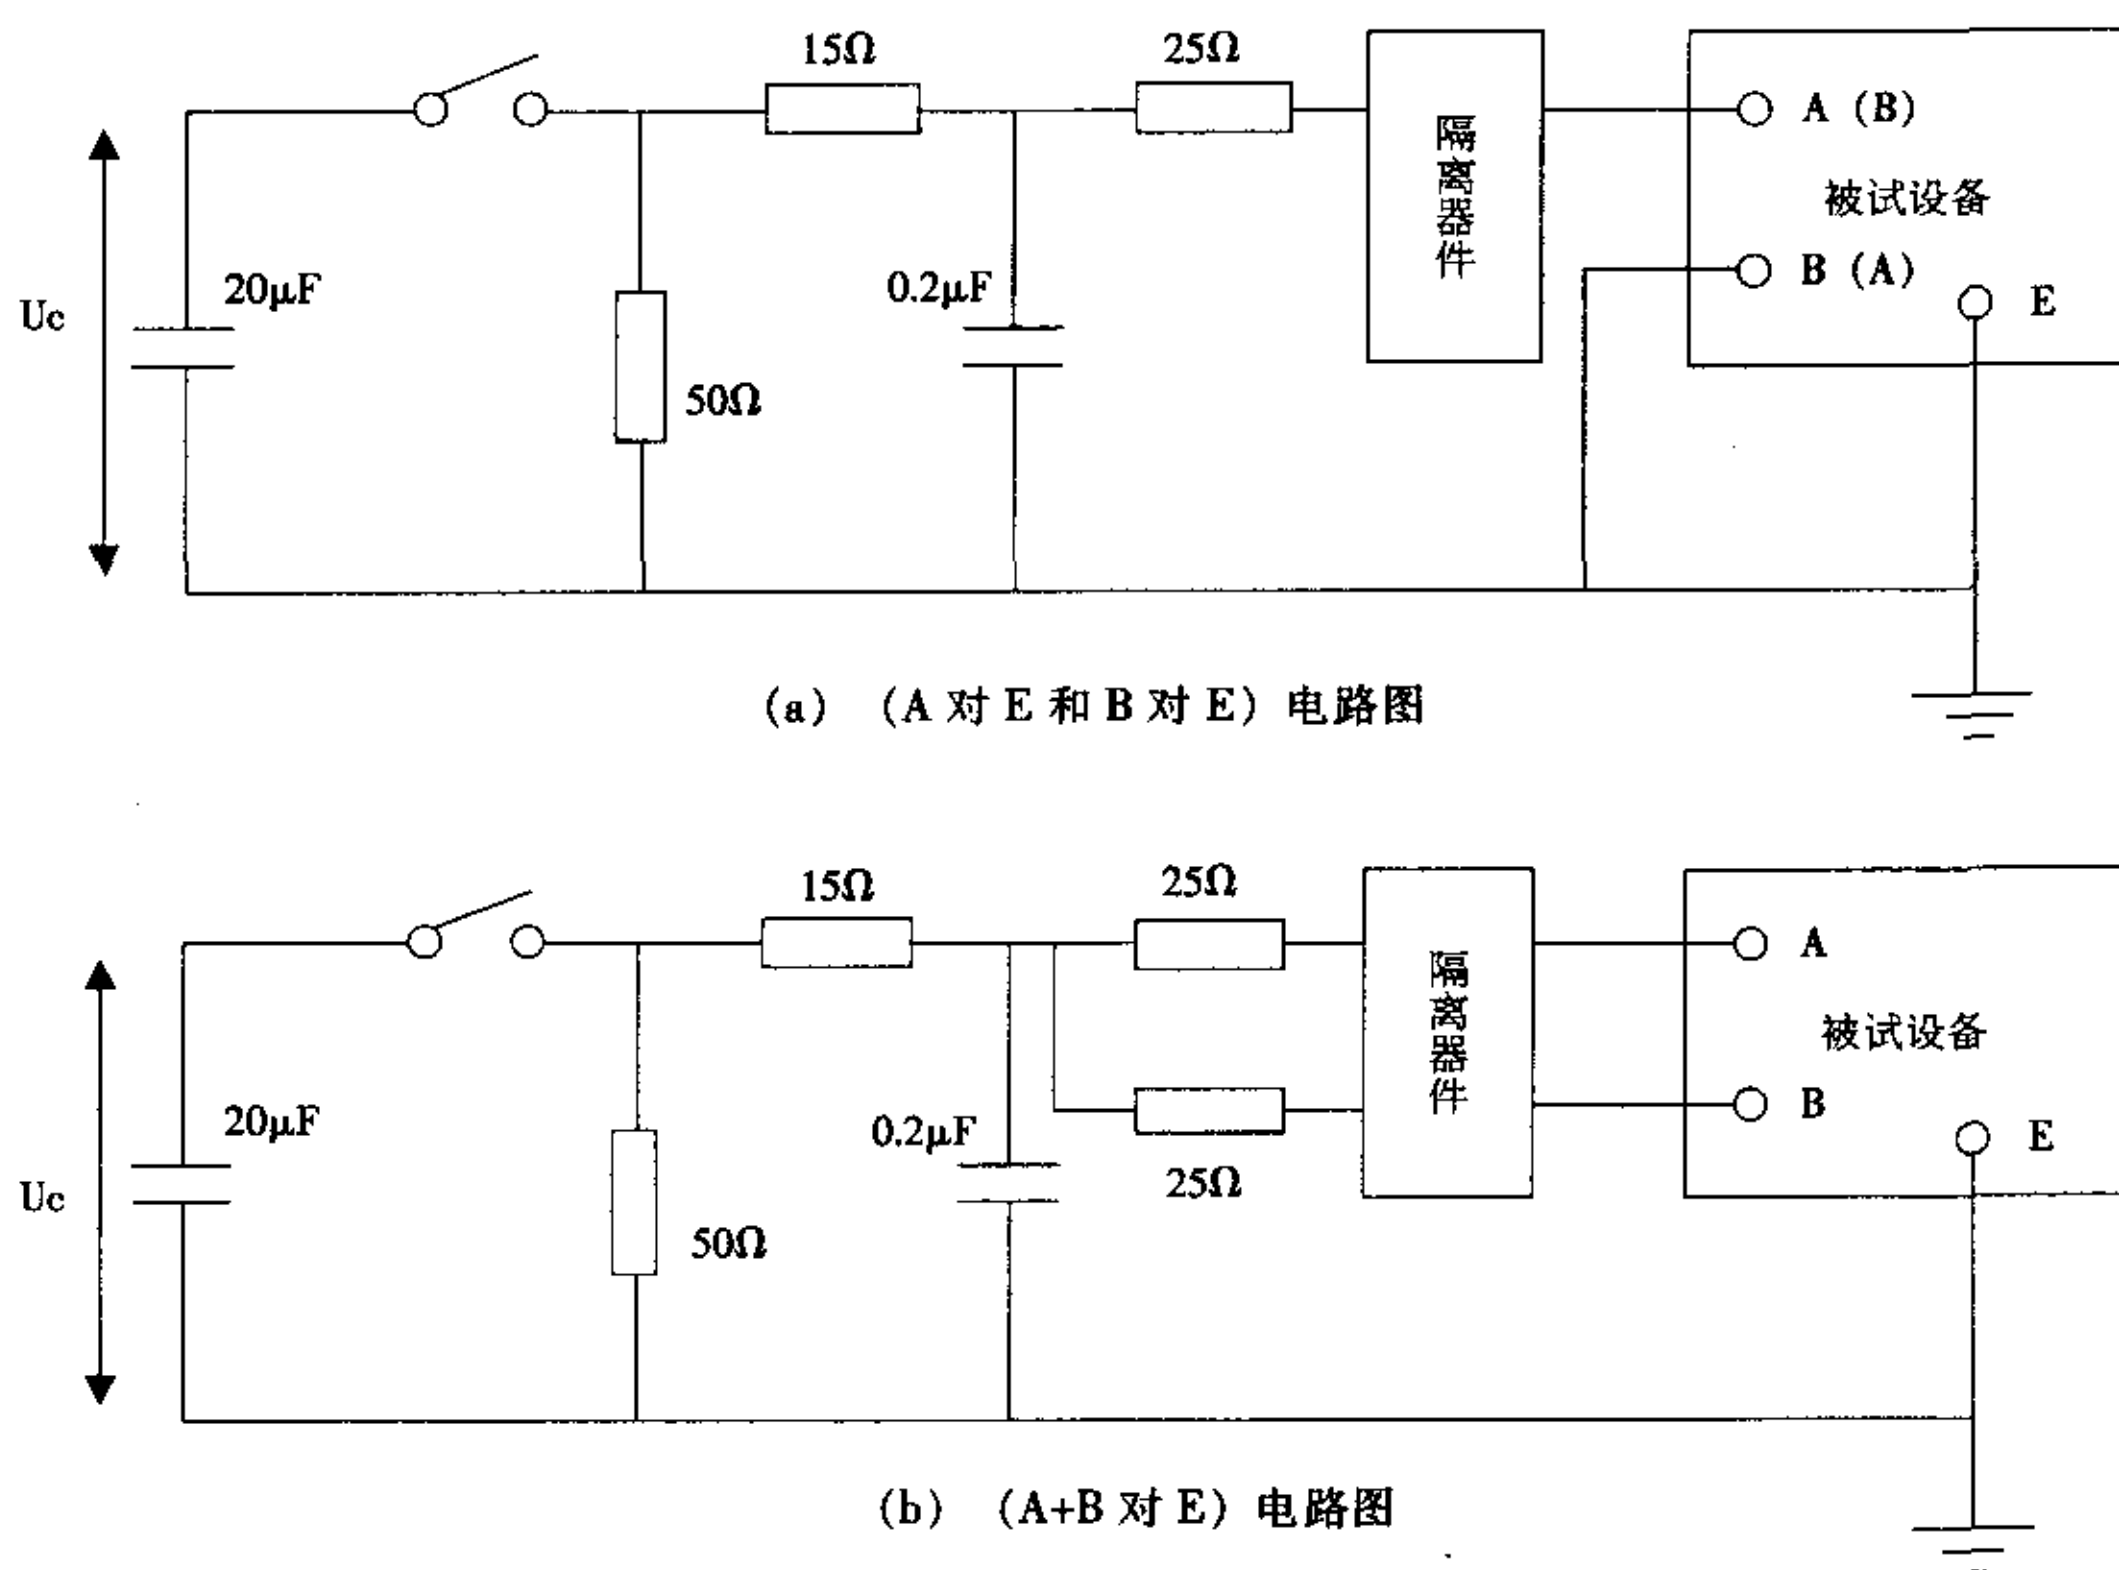 15Ω
25Ω
A (B)
隔离器件
被试设备
B (A)
E
20μF
0.2μF
Uc
50Ω
(a) (A 对 E 和 B 对 E) 电路图
15Ω
25Ω
A
隔离器件
被试设备
B
E
20μF
0.2μF
25Ω
Uc
50Ω
(b) (A+B 对 E) 电路图